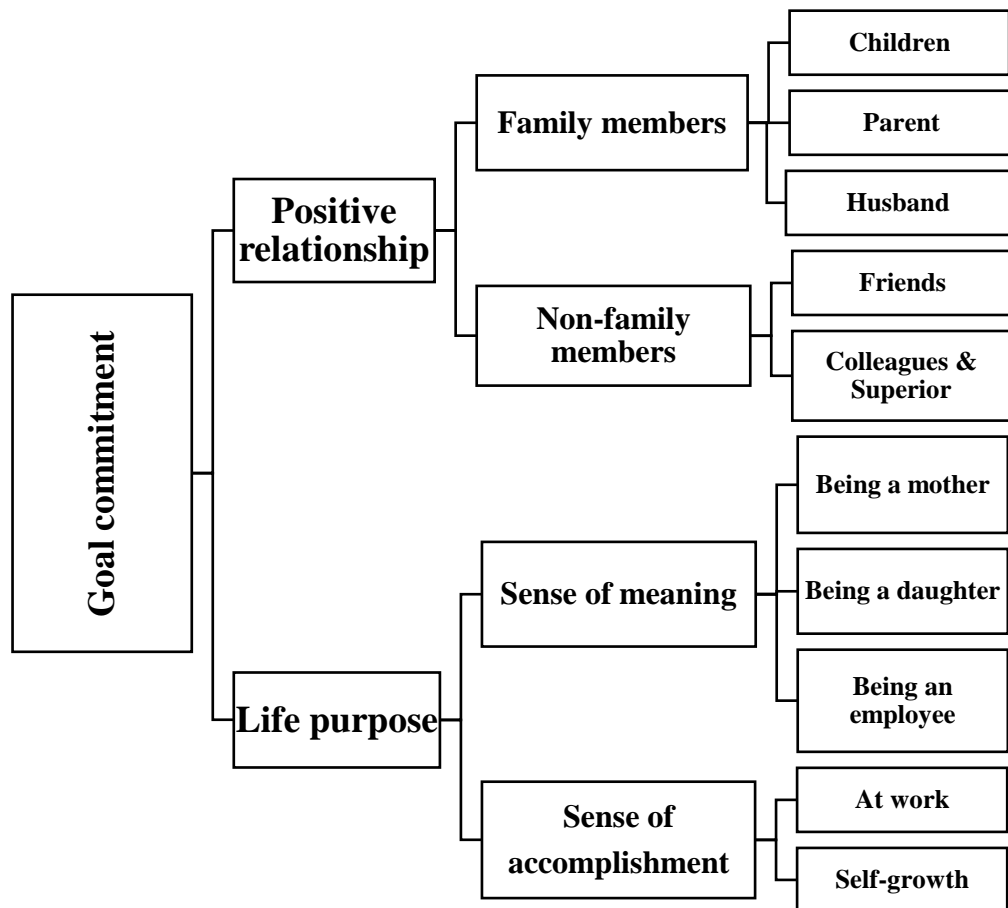 Goal commitment
Positive
relationship
Family members
Children
Parent
Husband
Non-family
members
Friends
Colleagues &
Superior
Life purpose
Sense of meaning
Being a mother
Being a daughter
Being an
employee
Sense of
accomplishment
At work
Self-growth